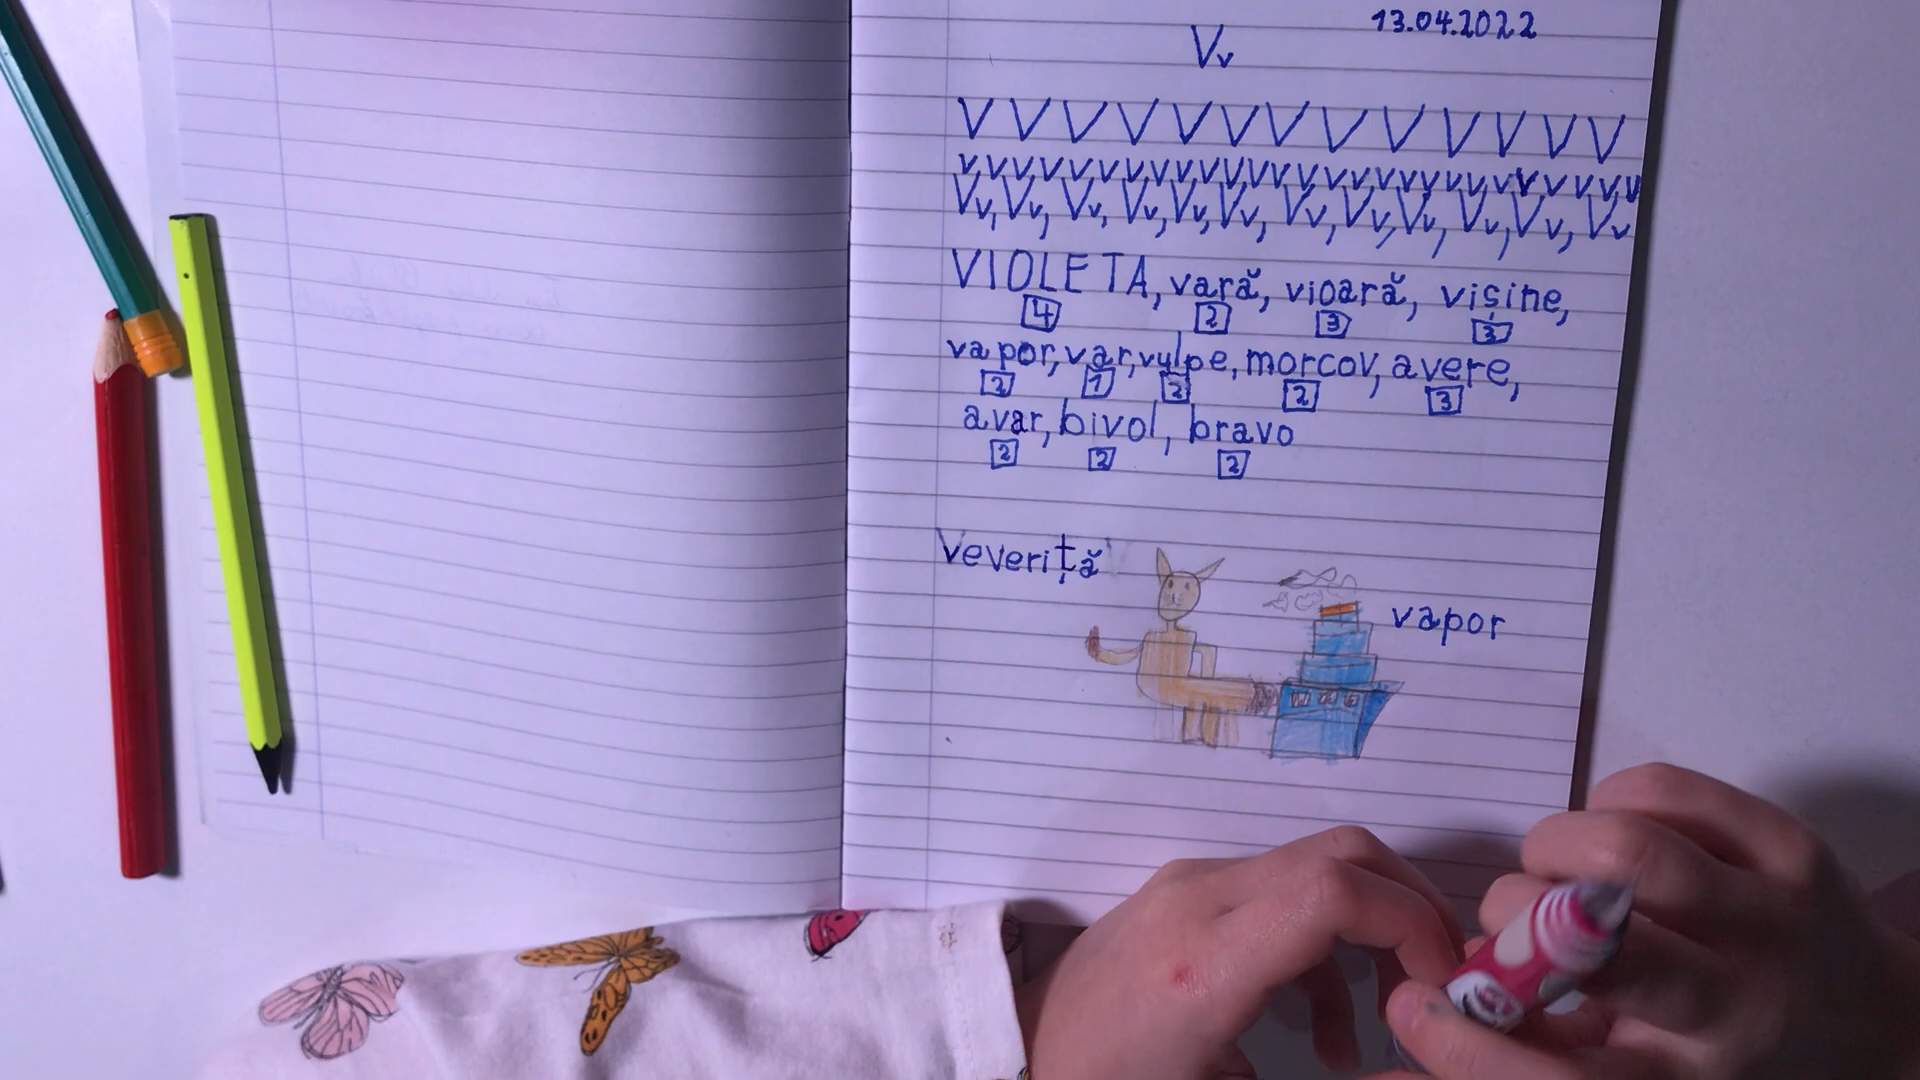 13.04.2022
Vv
V V V V V V V V V V V V V
v v v v v v v v v v v v v v v v v v v v v v v v v v
Vv, Vv, Vv, Vv, Vv, Vv, Vv, Vv, Vv, Vv, Vv, Vv
VIOLETA, vară, vioară, vișine,
4 2 3 3
vapor, var, vulpe, morcov, avere,
2 1 2 2 3
avar, bivol, bravo
2 2 2
Veveriță
vapor